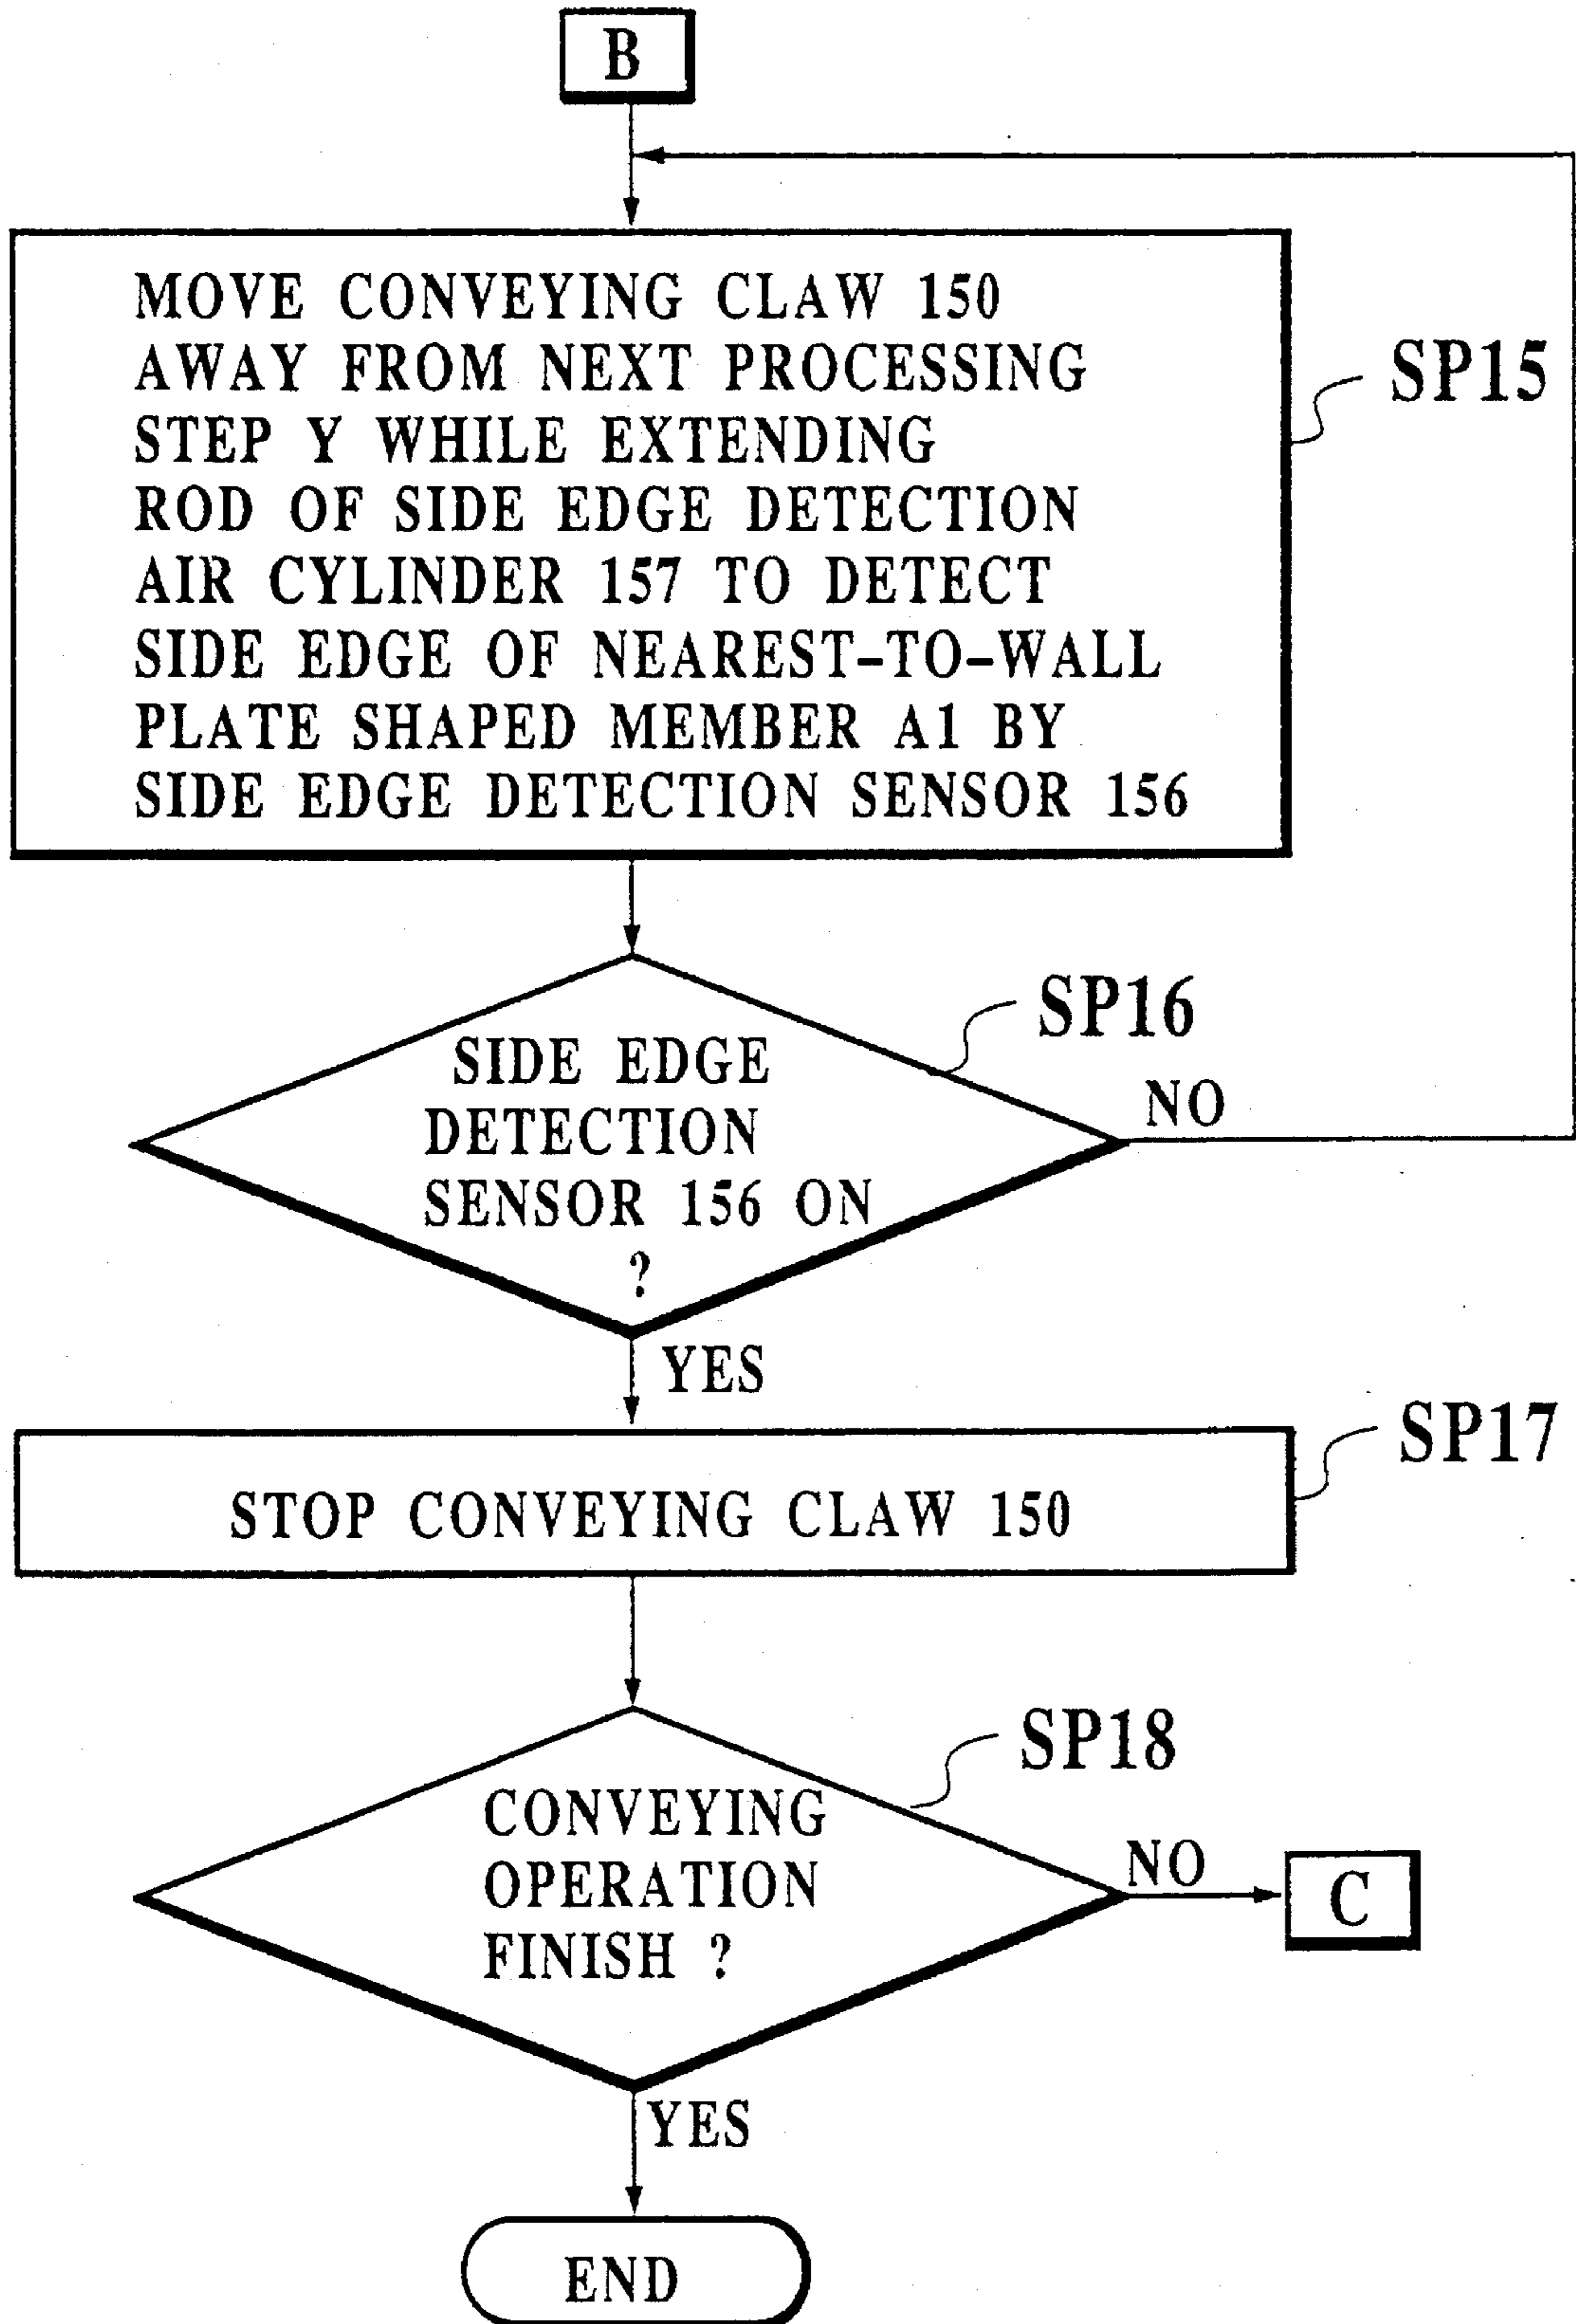 B
MOVE CONVEYING CLAW 150
AWAY FROM NEXT PROCESSING
STEP Y WHILE EXTENDING
ROD OF SIDE EDGE DETECTION
AIR CYLINDER 157 TO DETECT
SIDE EDGE OF NEAREST-TO-WALL
PLATE SHAPED MEMBER A1 BY
SIDE EDGE DETECTION SENSOR 156
SP15
SP16
SIDE EDGE
DETECTION
SENSOR 156 ON
?
NO
YES
SP17
STOP CONVEYING CLAW 150
SP18
CONVEYING
OPERATION
FINISH ?
NO
C
YES
END